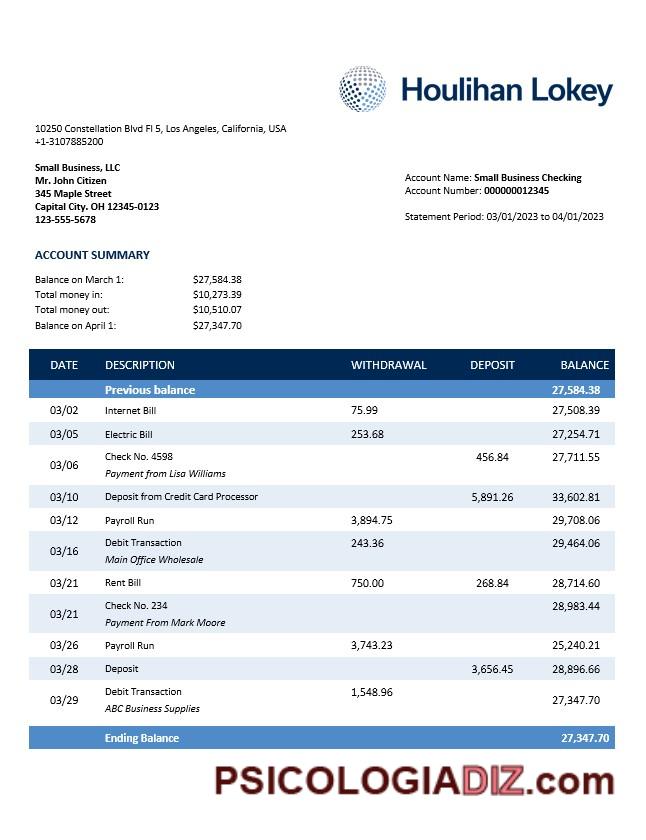 Houlihan Lokey
10250 Constellation Blvd Fl 5, Los Angeles, California, USA
+1-3107885200
Small Business, LLC
Mr. John Citizen
345 Maple Street
Capital City. OH 12345-0123
123-555-5678
Account Name: Small Business Checking
Account Number: 000000012345
Statement Period: 03/01/2023 to 04/01/2023
ACCOUNT SUMMARY
Balance on March 1: $27,584.38
Total money in: $10,273.39
Total money out: $10,510.07
Balance on April 1: $27,347.70
DATE DESCRIPTION WITHDRAWAL DEPOSIT BALANCE
Previous balance 27,584.38
03/02 Internet Bill 75.99 27,508.39
03/05 Electric Bill 253.68 27,254.71
03/06 Check No. 4598 456.84 27,711.55
Payment from Lisa Williams
03/10 Deposit from Credit Card Processor 5,891.26 33,602.81
03/12 Payroll Run 3,894.75 29,708.06
03/16 Debit Transaction 243.36 29,464.06
Main Office Wholesale
03/21 Rent Bill 750.00 268.84 28,714.60
03/21 Check No. 234 28,983.44
Payment From Mark Moore
03/26 Payroll Run 3,743.23 25,240.21
03/28 Deposit 3,656.45 28,896.66
03/29 Debit Transaction 1,548.96 27,347.70
ABC Business Supplies
Ending Balance 27,347.70
PSICOLOGIADIZ.com